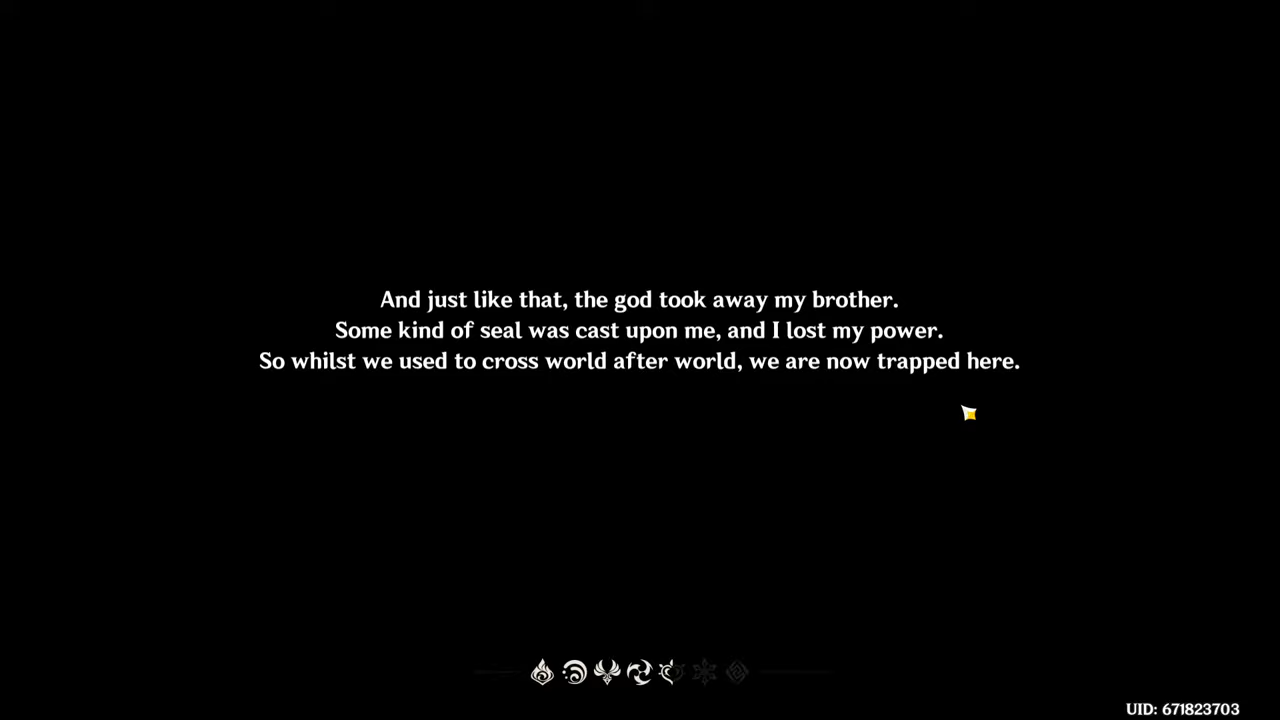 And just like that, the god took away my brother.
Some kind of seal was cast upon me, and I lost my power.
So whilst we used to cross world after world, we are now trapped here.
UID: 671823703